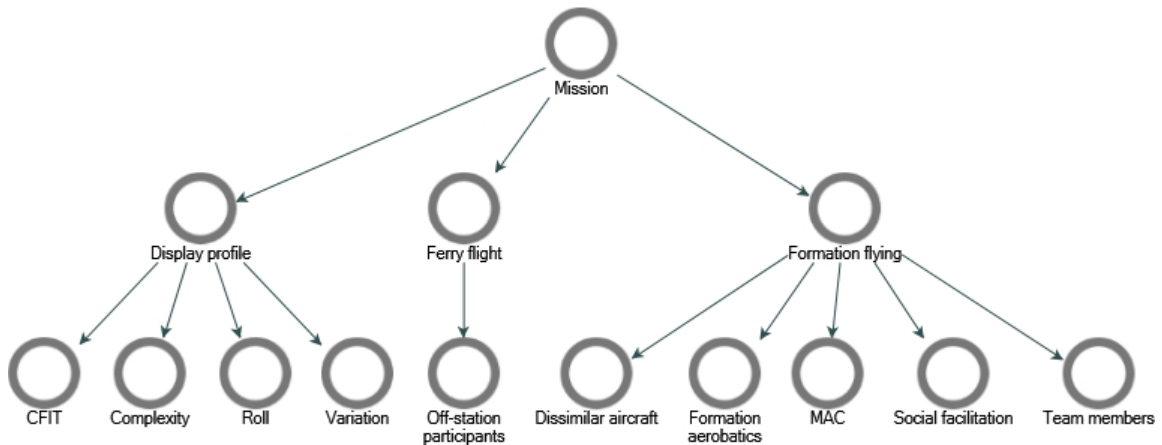 Mission
Display profile
Ferry flight
Formation flying
CFIT
Complexity
Roll
Variation
Off-station
participants
Dissimilar aircraft
Formation
aerobatics
MAC
Social facilitation
Team members